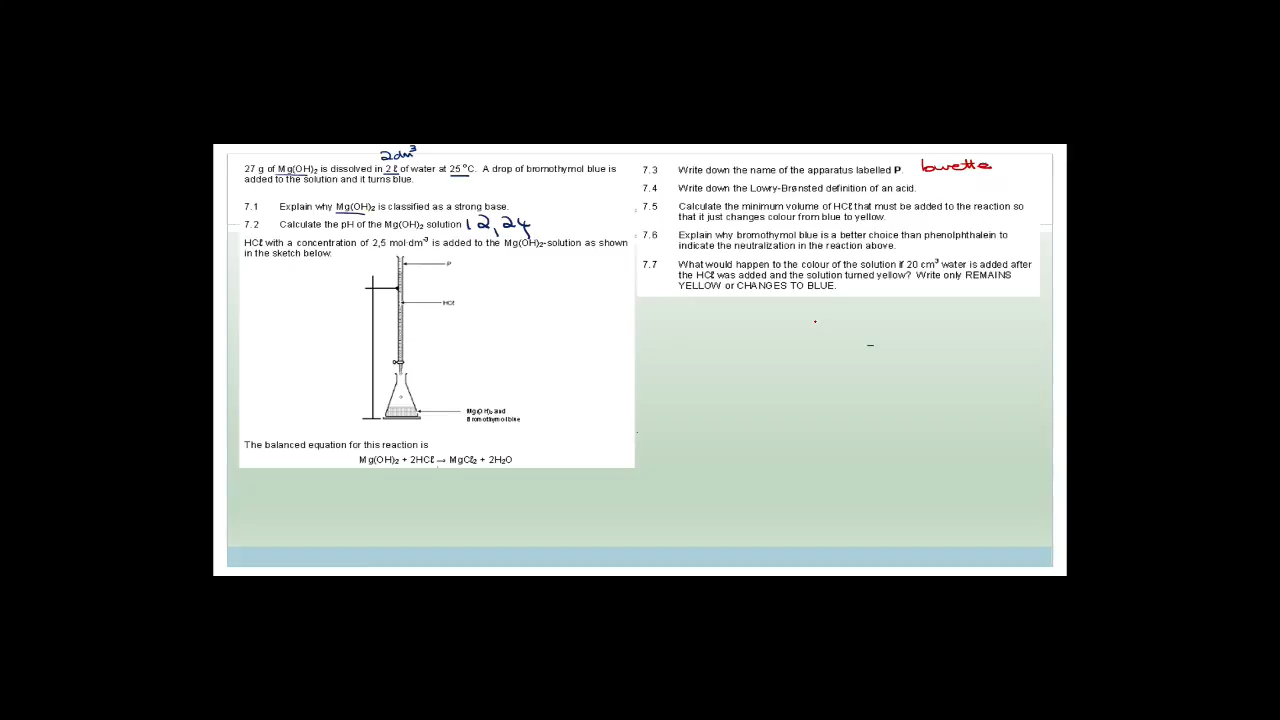 2dm³
27 g of Mg(OH)₂ is dissolved in 2 ℓ of water at 25 °C. A drop of bromothymol blue is
added to the solution and it turns blue.
7.1 Explain why Mg(OH)₂ is classified as a strong base.
7.2 Calculate the pH of the Mg(OH)₂ solution 12,24
HCℓ with a concentration of 2,5 mol·dm⁻³ is added to the Mg(OH)₂-solution as shown
in the sketch below.
P
HCℓ
Mg(OH)₂ and
Bromothymol blue
The balanced equation for this reaction is
Mg(OH)₂ + 2HCℓ → MgCℓ₂ + 2H₂O
7.3 Write down the name of the apparatus labelled P. burette
7.4 Write down the Lowry-Brønsted definition of an acid.
7.5 Calculate the minimum volume of HCℓ that must be added to the reaction so
that it just changes colour from blue to yellow.
7.6 Explain why bromothymol blue is a better choice than phenolphthalein to
indicate the neutralization in the reaction above.
7.7 What would happen to the colour of the solution if 20 cm³ water is added after
the HCℓ was added and the solution turned yellow? Write only REMAINS
YELLOW or CHANGES TO BLUE.